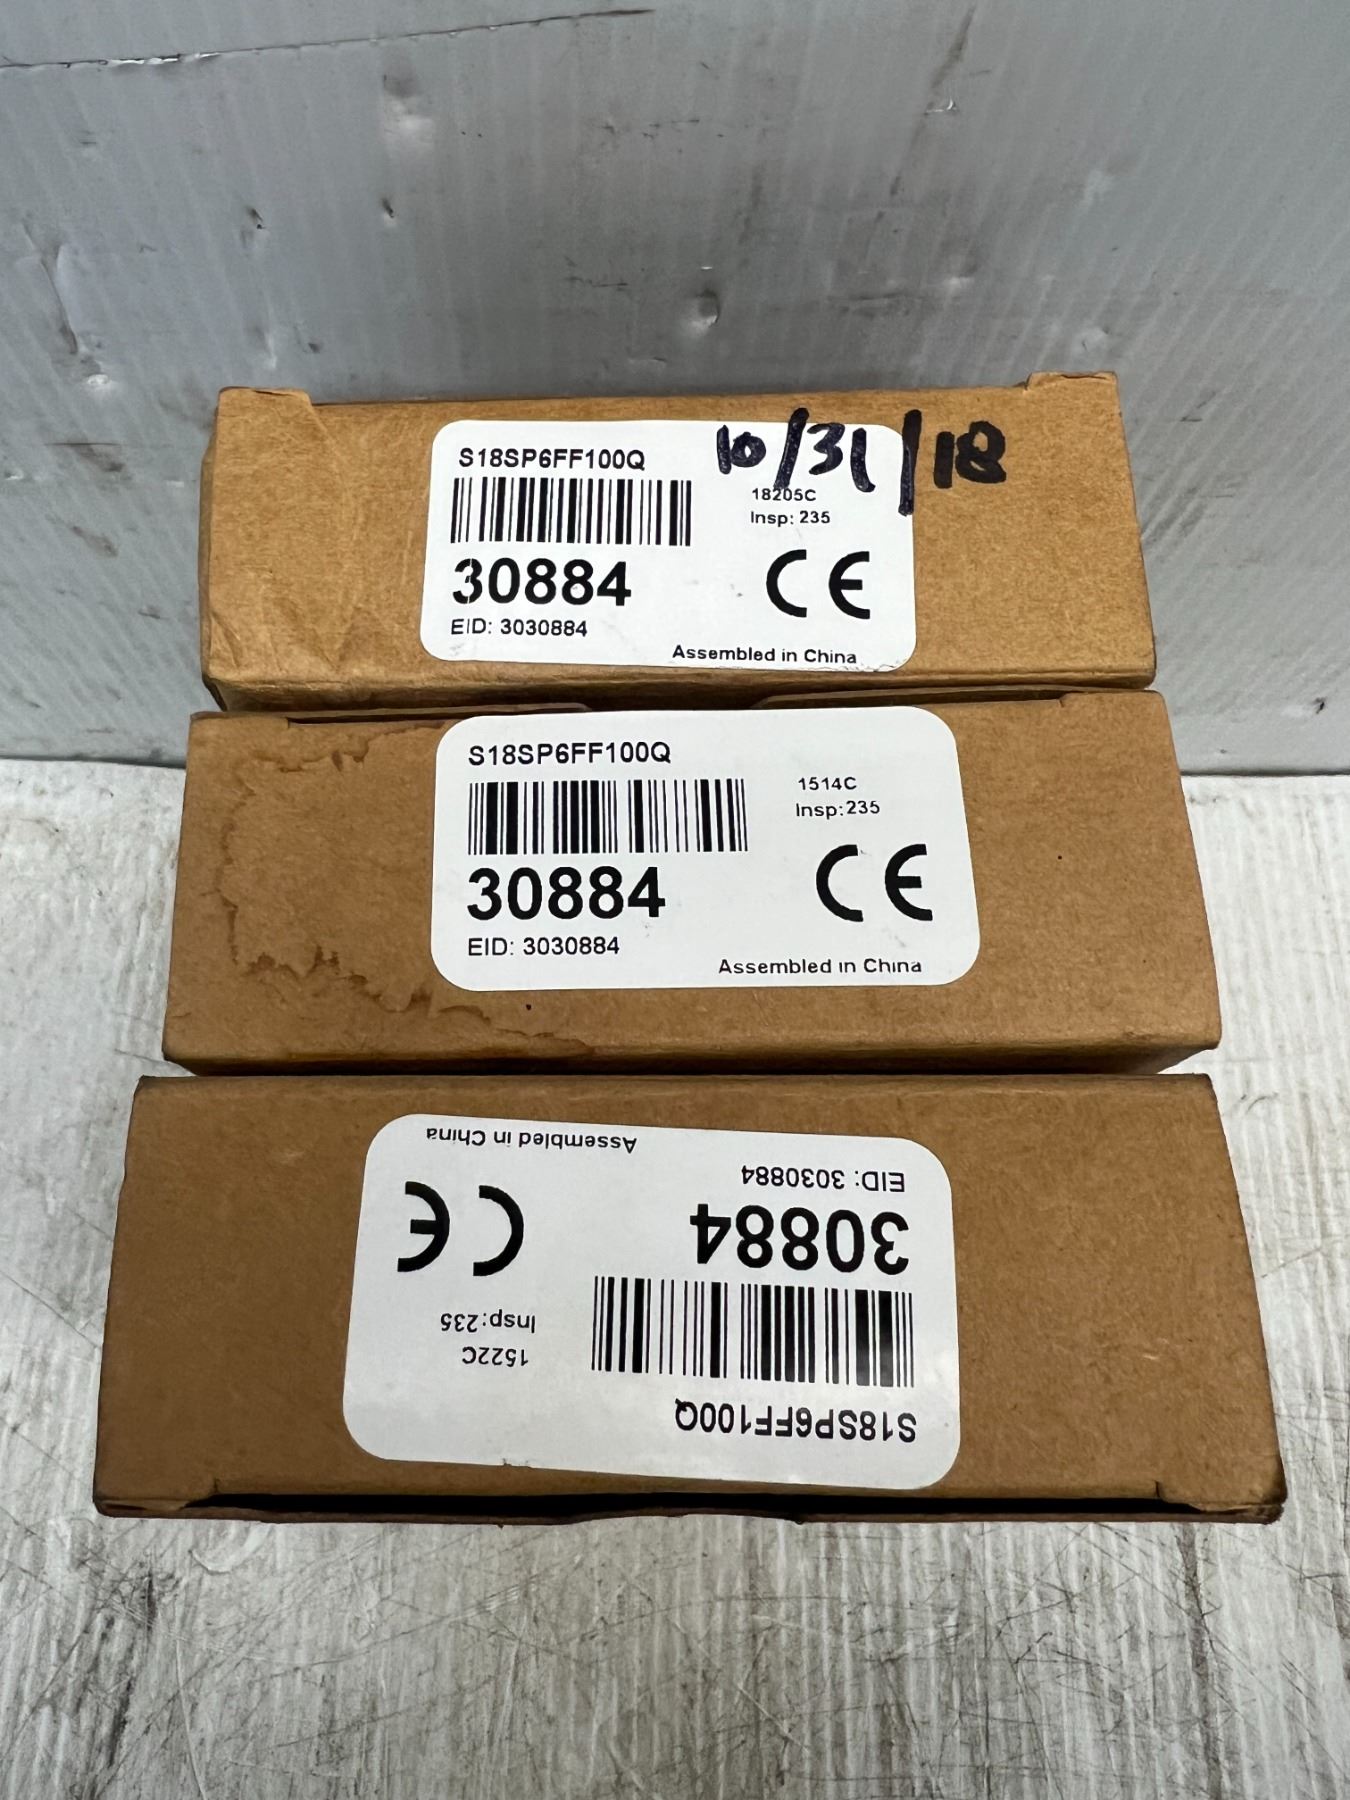 S18SP6FF100Q
10/31/18
18205C
Insp: 235
30884
CE
EID: 3030884
Assembled in China
S18SP6FF100Q
1514C
Insp:235
30884
CE
EID: 3030884
Assembled in China
S18SP6FF100Q
1522C
Insp:235
30884
CE
EID: 3030884
Assembled in China